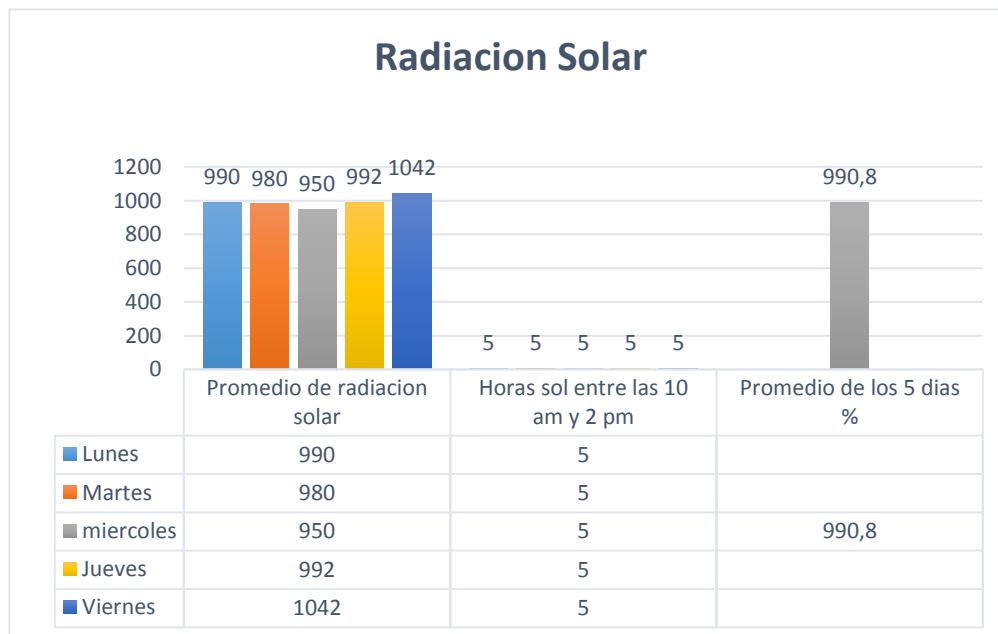 Radiacion Solar
1200
1000
800
600
400
200
0
990
980
950
992
1042
5
5
5
5
5
990,8
Promedio de radiacion
solar
Horas sol entre las 10
am y 2 pm
Promedio de los 5 dias
%
Lunes 990 5
Martes 980 5
miercoles 950 5 990,8
Jueves 992 5
Viernes 1042 5